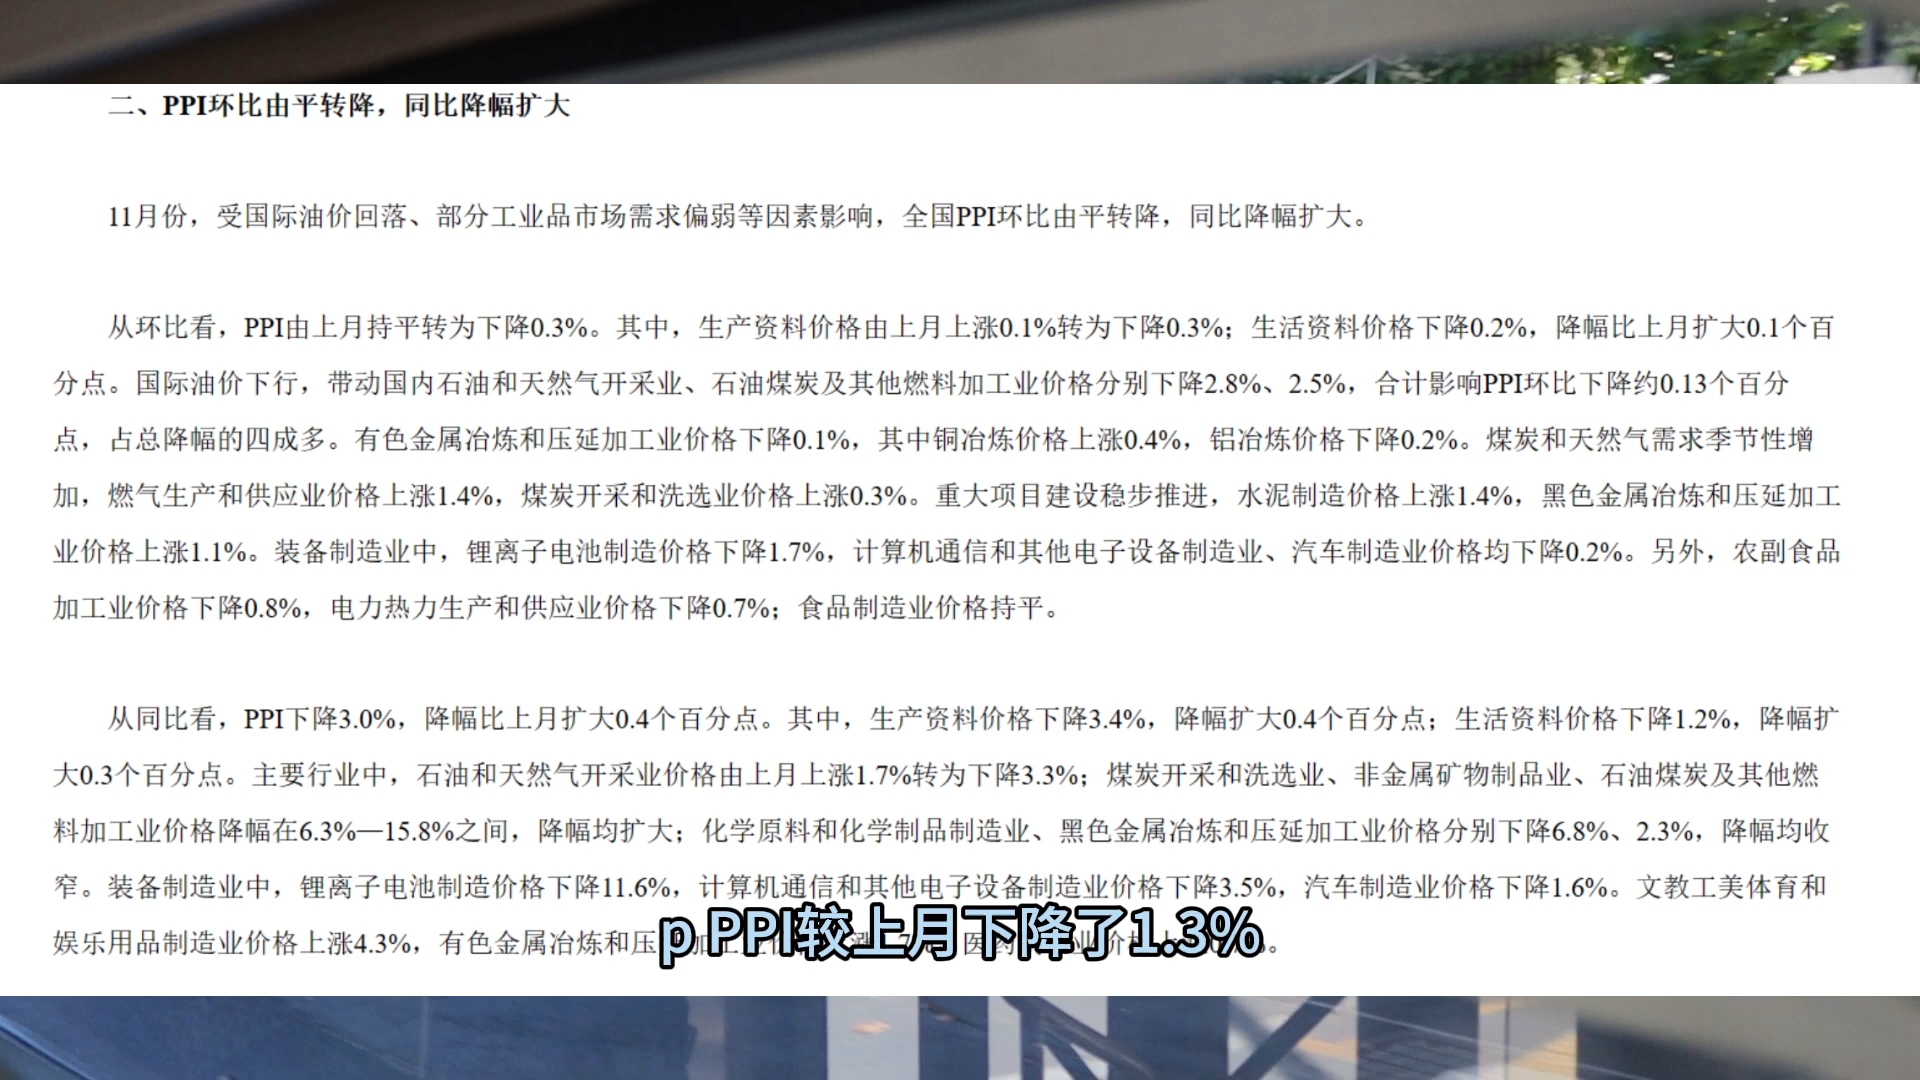 二、PPI环比由平转降，同比降幅扩大
11月份，受国际油价回落、部分工业品市场需求偏弱等因素影响，全国PPI环比由平转降，同比降幅扩大。
从环比看，PPI由上月持平转为下降0.3%。其中，生产资料价格由上月上涨0.1%转为下降0.3%；生活资料价格下降0.2%，降幅比上月扩大0.1个百
分点。国际油价下行，带动国内石油和天然气开采业、石油煤炭及其他燃料加工业价格分别下降2.8%、2.5%，合计影响PPI环比下降约0.13个百分
点，占总降幅的四成多。有色金属冶炼和压延加工业价格下降0.1%，其中铜冶炼价格上涨0.4%，铝冶炼价格下降0.2%。煤炭和天然气需求季节性增
加，燃气生产和供应业价格上涨1.4%，煤炭开采和洗选业价格上涨0.3%。重大项目建设稳步推进，水泥制造价格上涨1.4%，黑色金属冶炼和压延加工
业价格上涨1.1%。装备制造业中，锂离子电池制造价格下降1.7%，计算机通信和其他电子设备制造业、汽车制造业价格均下降0.2%。另外，农副食品
加工业价格下降0.8%，电力热力生产和供应业价格下降0.7%；食品制造业价格持平。
从同比看，PPI下降3.0%，降幅比上月扩大0.4个百分点。其中，生产资料价格下降3.4%，降幅扩大0.4个百分点；生活资料价格下降1.2%，降幅扩
大0.3个百分点。主要行业中，石油和天然气开采业价格由上月上涨1.7%转为下降3.3%；煤炭开采和洗选业、非金属矿物制品业、石油煤炭及其他燃
料加工业价格降幅在6.3%—15.8%之间，降幅均扩大；化学原料和化学制品制造业、黑色金属冶炼和压延加工业价格分别下降6.8%、2.3%，降幅均收
窄。装备制造业中，锂离子电池制造价格下降11.6%，计算机通信和其他电子设备制造业价格下降3.5%，汽车制造业价格下降1.6%。文教工美体育和
娱乐用品制造业价格上涨4.3%，有色金属冶炼和压
p PPI较上月下降了1.3%